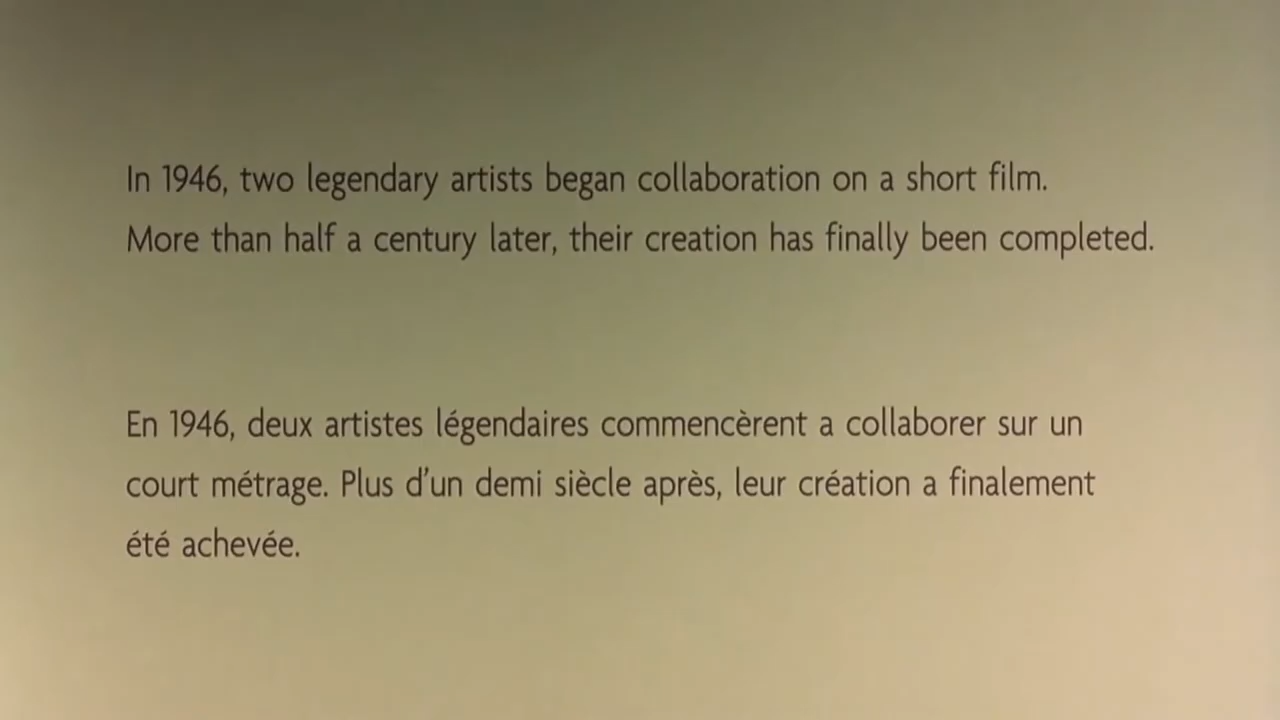 In 1946, two legendary artists began collaboration on a short film.
More than half a century later, their creation has finally been completed.
En 1946, deux artistes légendaires commencèrent a collaborer sur un
court métrage. Plus d'un demi siècle après, leur création a finalement
été achevée.